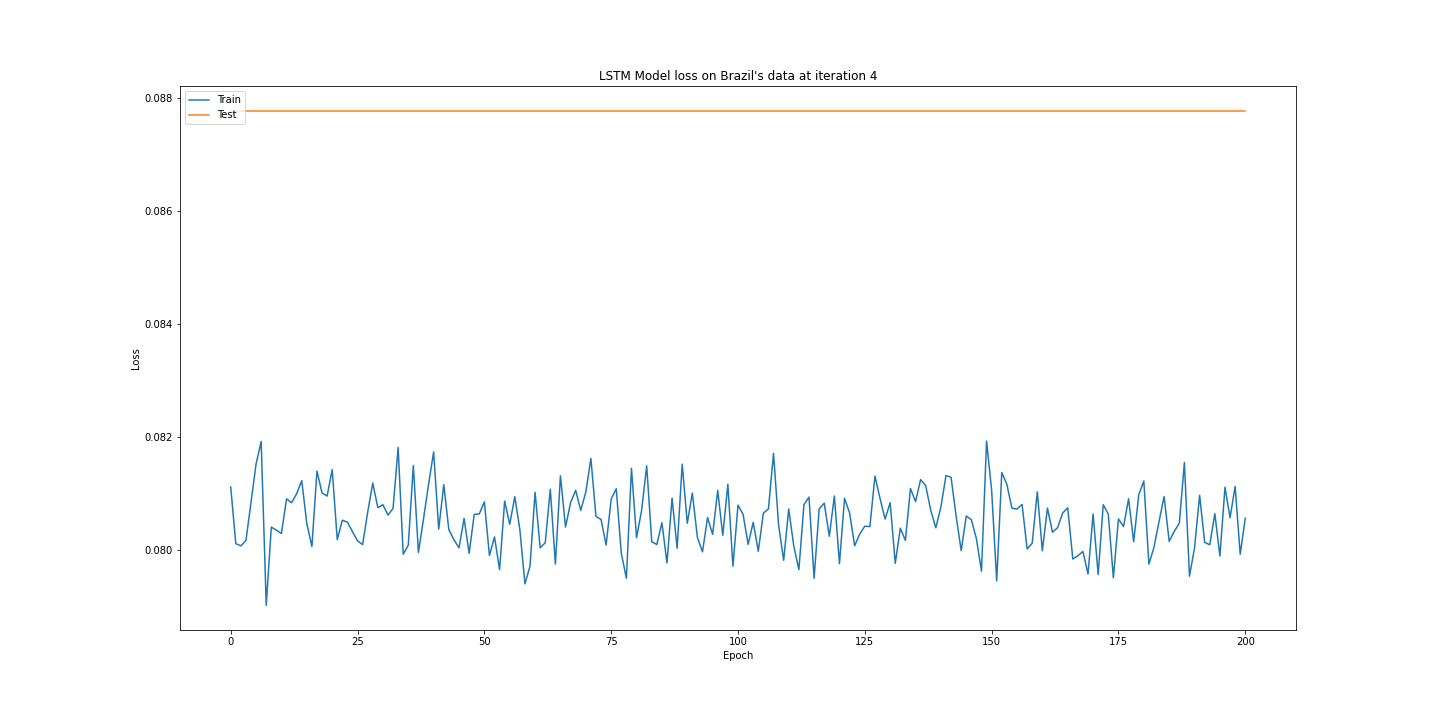 LSTM Model loss on Brazil's data at iteration 4
Train
Test
0.088
0.086
0.084
0.082
0.080
Loss
0 25 50 75 100 125 150 175 200
Epoch